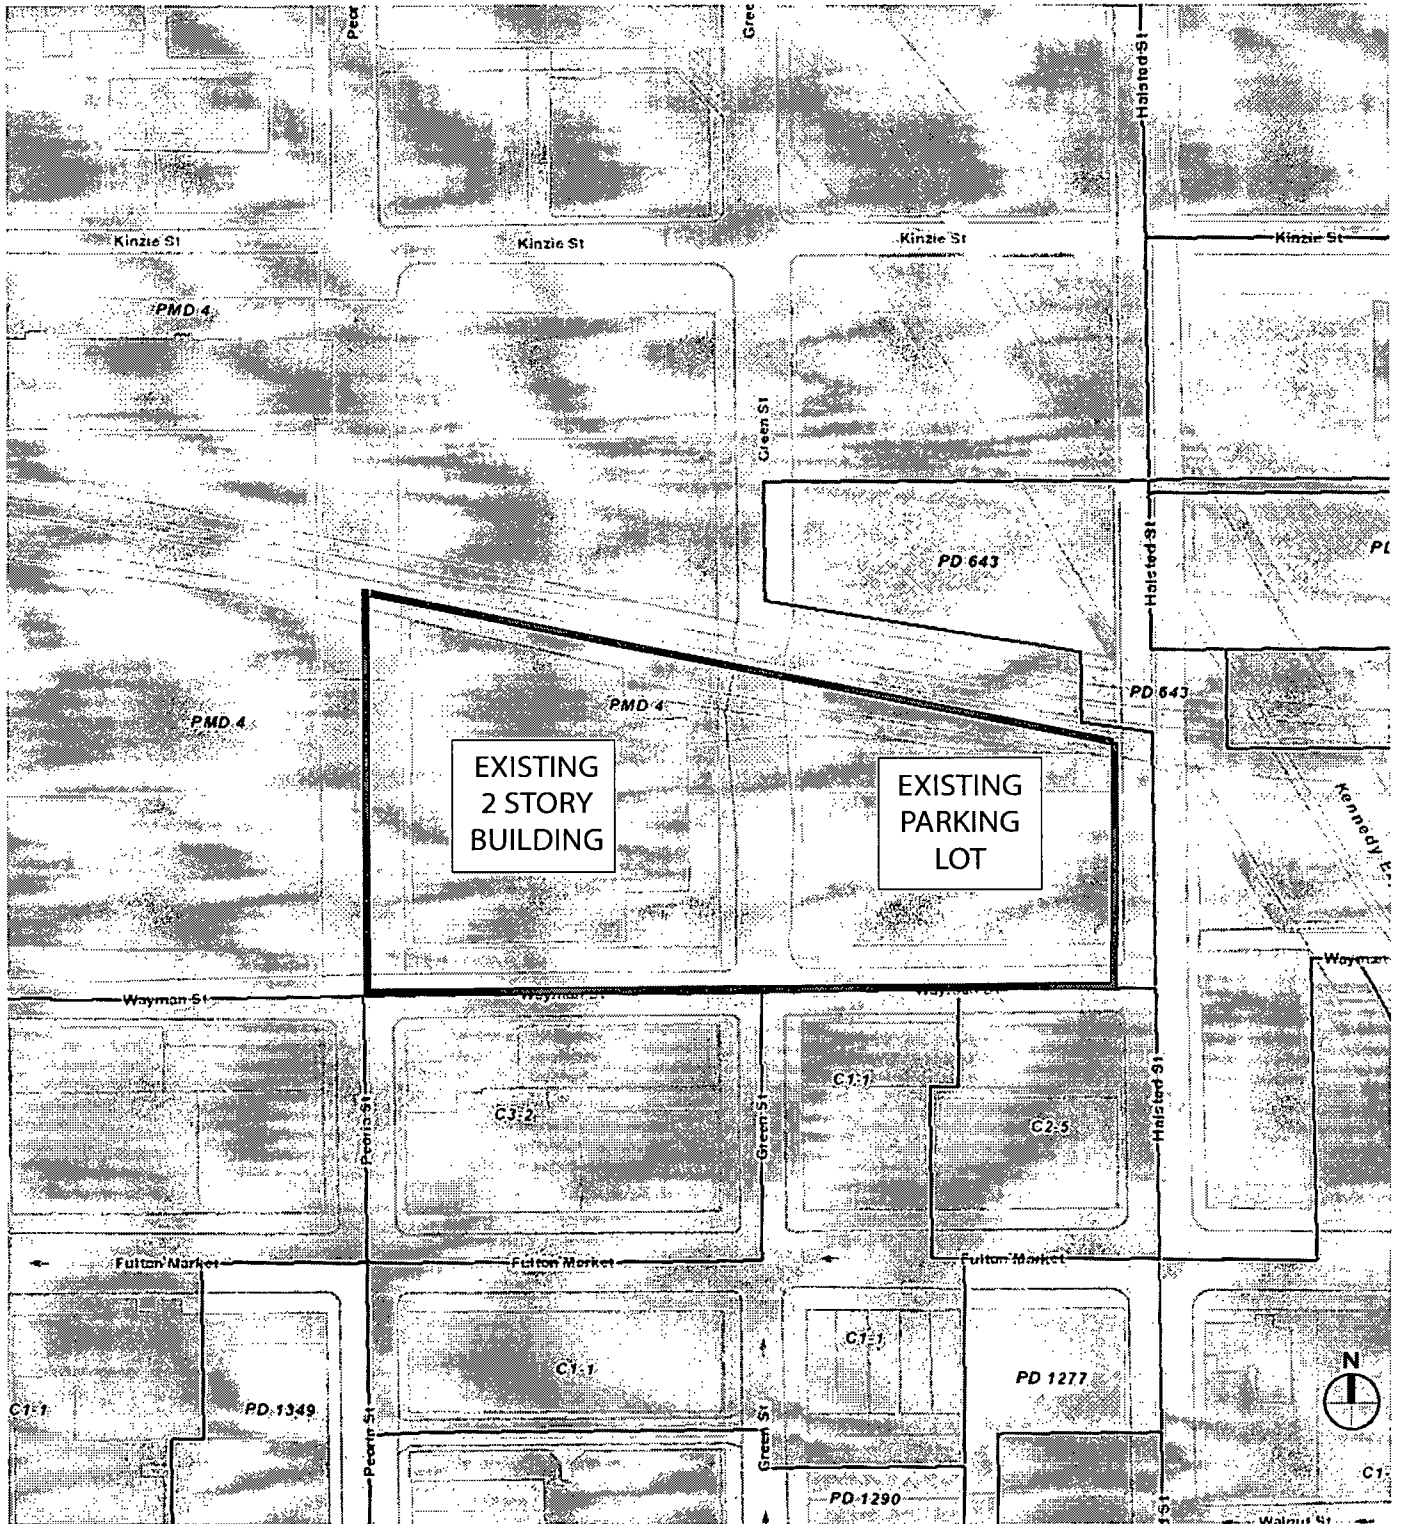 Halsted St
Kinzie St
Kinzie St
Kinzie St
Kinzie St
PMD 4
Green St
Halsted St
PD 643
PD 643
PMD 4
PMD 4
EXISTING
2 STORY
BUILDING
EXISTING
PARKING
LOT
Kennedy
Wayman St
Wayman St
Peoria St
C3-2
Green St
C1-1
C2-5
Halsted St
Fulton Market
Fulton Market
Fulton Market
C1-1
PD 1349
Peoria St
C1-1
Green St
C1-1
PD 1277
N
PD 1290
Walnut St